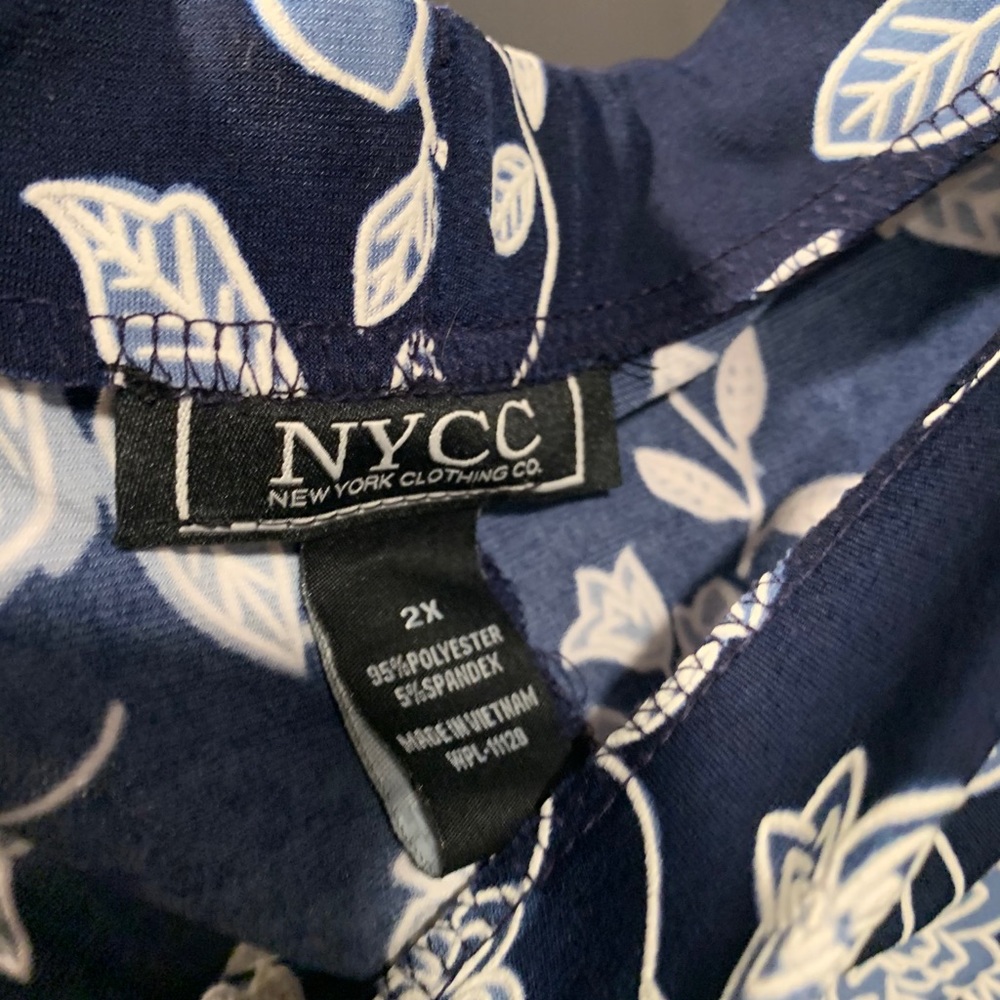 NYCC
NEW YORK CLOTHING CO.
2X
95%POLYESTER
5%SPANDEX
MADE IN VIETNAM
WPL-11120